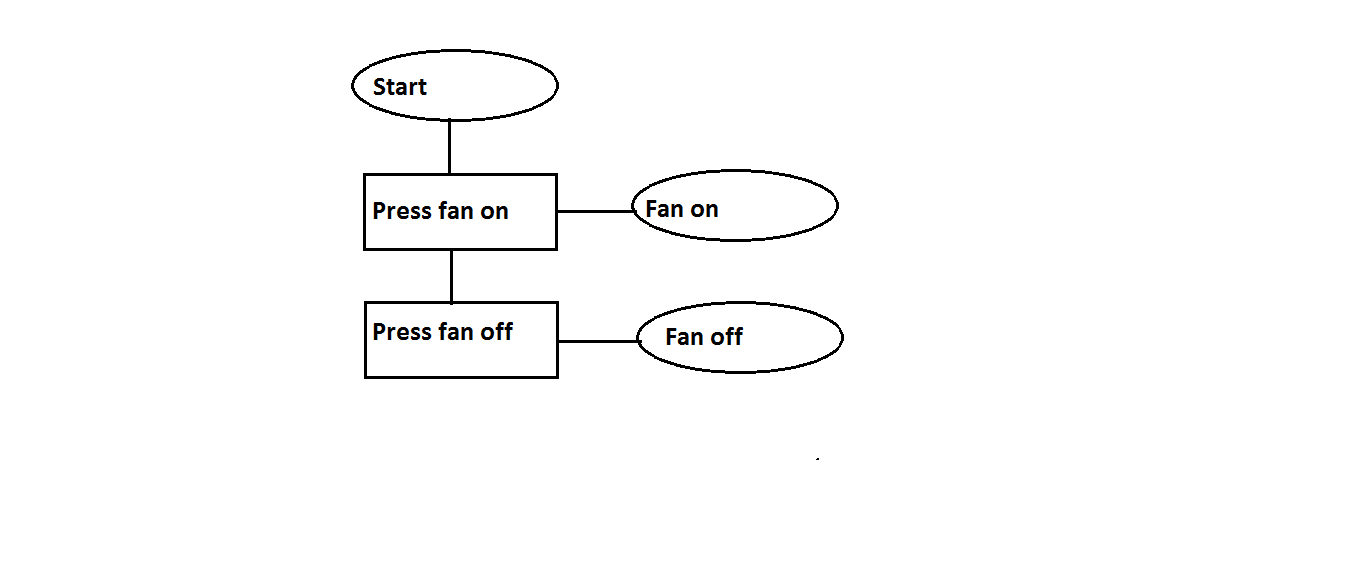 Start
Press fan on
Fan on
Press fan off
Fan off